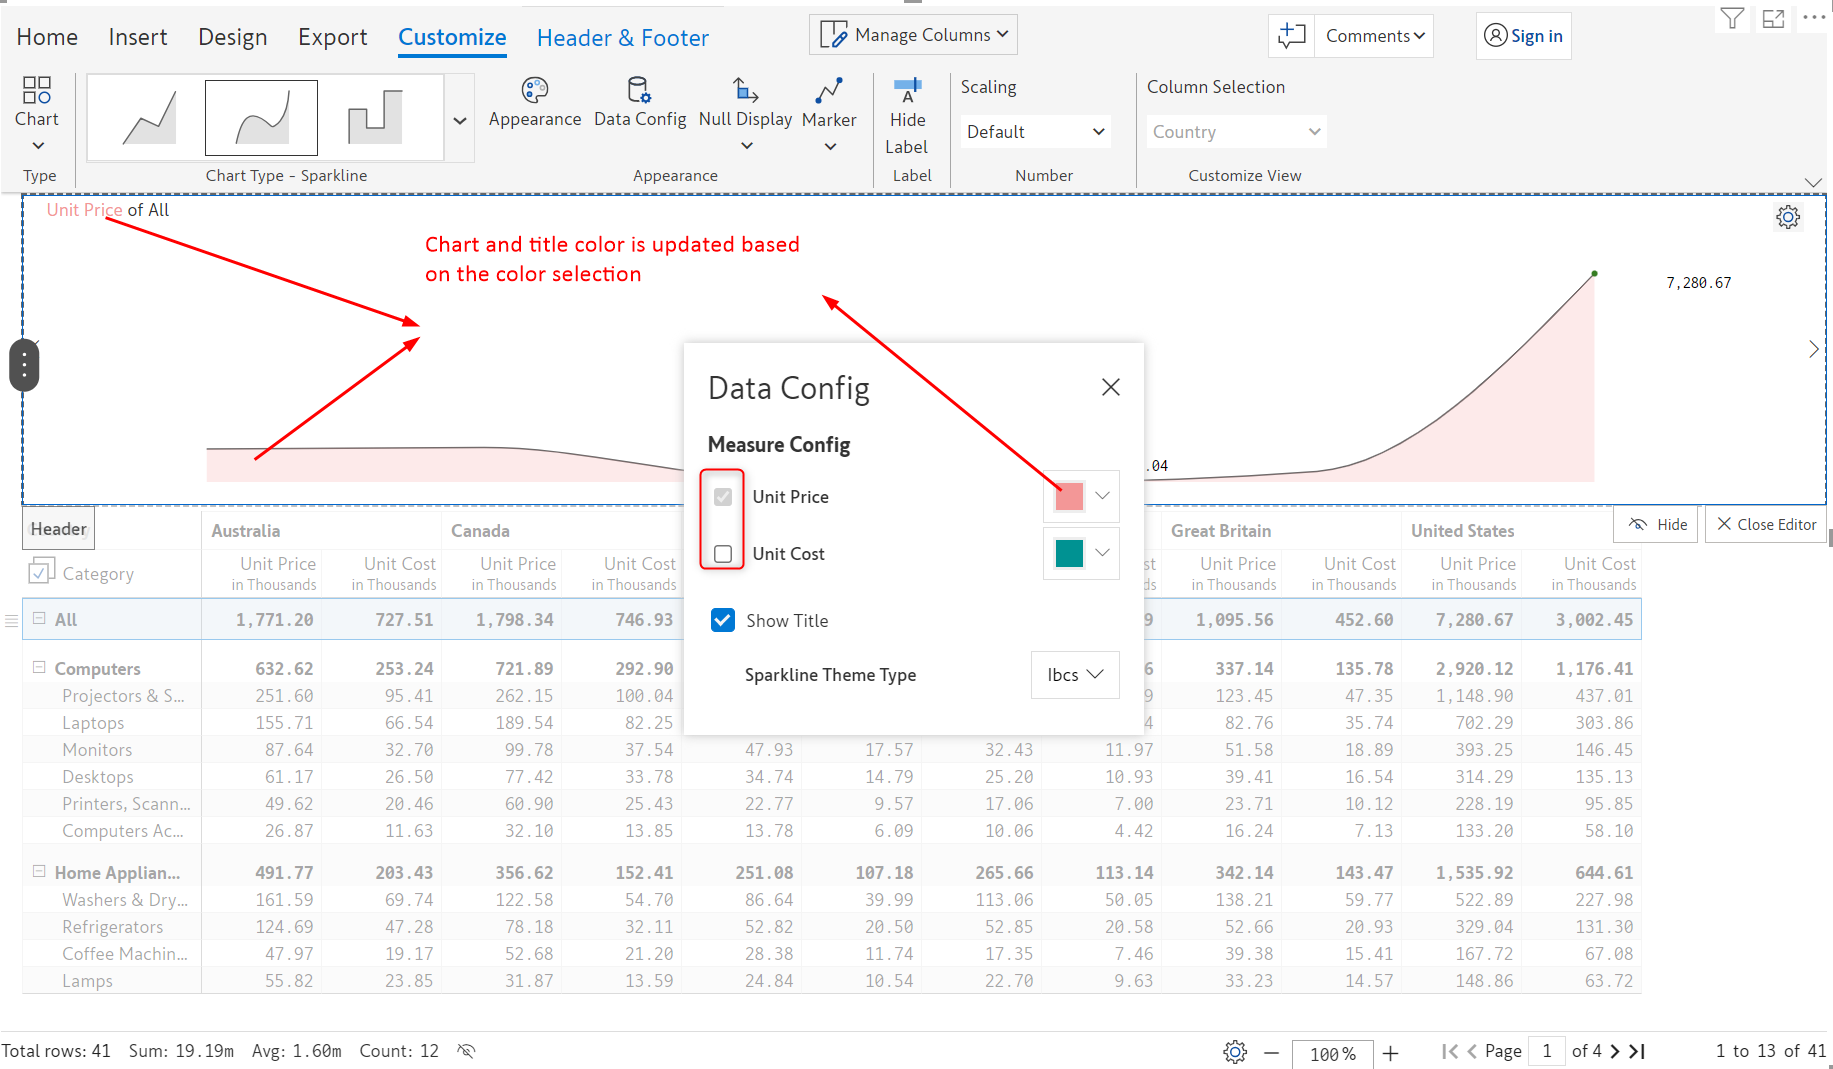 Home Insert Design Export Customize Header & Footer Manage Columns Comments Sign in
Chart Appearance Data Config Null Display Marker Hide Label Scaling Default Column Selection Country
Type Chart Type - Sparkline Appearance Label Number Customize View
Unit Price of All
Chart and title color is updated based
on the color selection
7,280.67
.04
Data Config
Measure Config
Unit Price
Unit Cost
Show Title
Sparkline Theme Type Ibcs
Header Hide Close Editor
Australia Canada Great Britain United States
Category Unit Price Unit Cost Unit Price Unit Cost st Unit Price Unit Cost Unit Price Unit Cost
in Thousands in Thousands in Thousands in Thousands ds in Thousands in Thousands in Thousands in Thousands
All 1,771.20 727.51 1,798.34 746.93 9 1,095.56 452.60 7,280.67 3,002.45
Computers 632.62 253.24 721.89 292.90 6 337.14 135.78 2,920.12 1,176.41
Projectors & S... 251.60 95.41 262.15 100.04 9 123.45 47.35 1,148.90 437.01
Laptops 155.71 66.54 189.54 82.25 4 82.76 35.74 702.29 303.86
Monitors 87.64 32.70 99.78 37.54 47.93 17.57 32.43 11.97 51.58 18.89 393.25 146.45
Desktops 61.17 26.50 77.42 33.78 34.74 14.79 25.20 10.93 39.41 16.54 314.29 135.13
Printers, Scann... 49.62 20.46 60.90 25.43 22.77 9.57 17.06 7.00 23.71 10.12 228.19 95.85
Computers Ac... 26.87 11.63 32.10 13.85 13.78 6.09 10.06 4.42 16.24 7.13 133.20 58.10
Home Applian... 491.77 203.43 356.62 152.41 251.08 107.18 265.66 113.14 342.14 143.47 1,535.92 644.61
Washers & Dry... 161.59 69.74 122.58 54.70 86.64 39.99 113.06 50.05 138.21 59.77 522.89 227.98
Refrigerators 124.69 47.28 78.18 32.11 52.82 20.50 52.85 20.58 52.66 20.93 329.04 131.30
Coffee Machin... 47.97 19.17 52.68 21.20 28.38 11.74 17.35 7.46 39.38 15.41 167.72 67.08
Lamps 55.82 23.85 31.87 13.59 24.84 10.54 22.70 9.63 33.23 14.57 148.86 63.72
Total rows: 41 Sum: 19.19m Avg: 1.60m Count: 12 100% Page 1 of 4 1 to 13 of 41